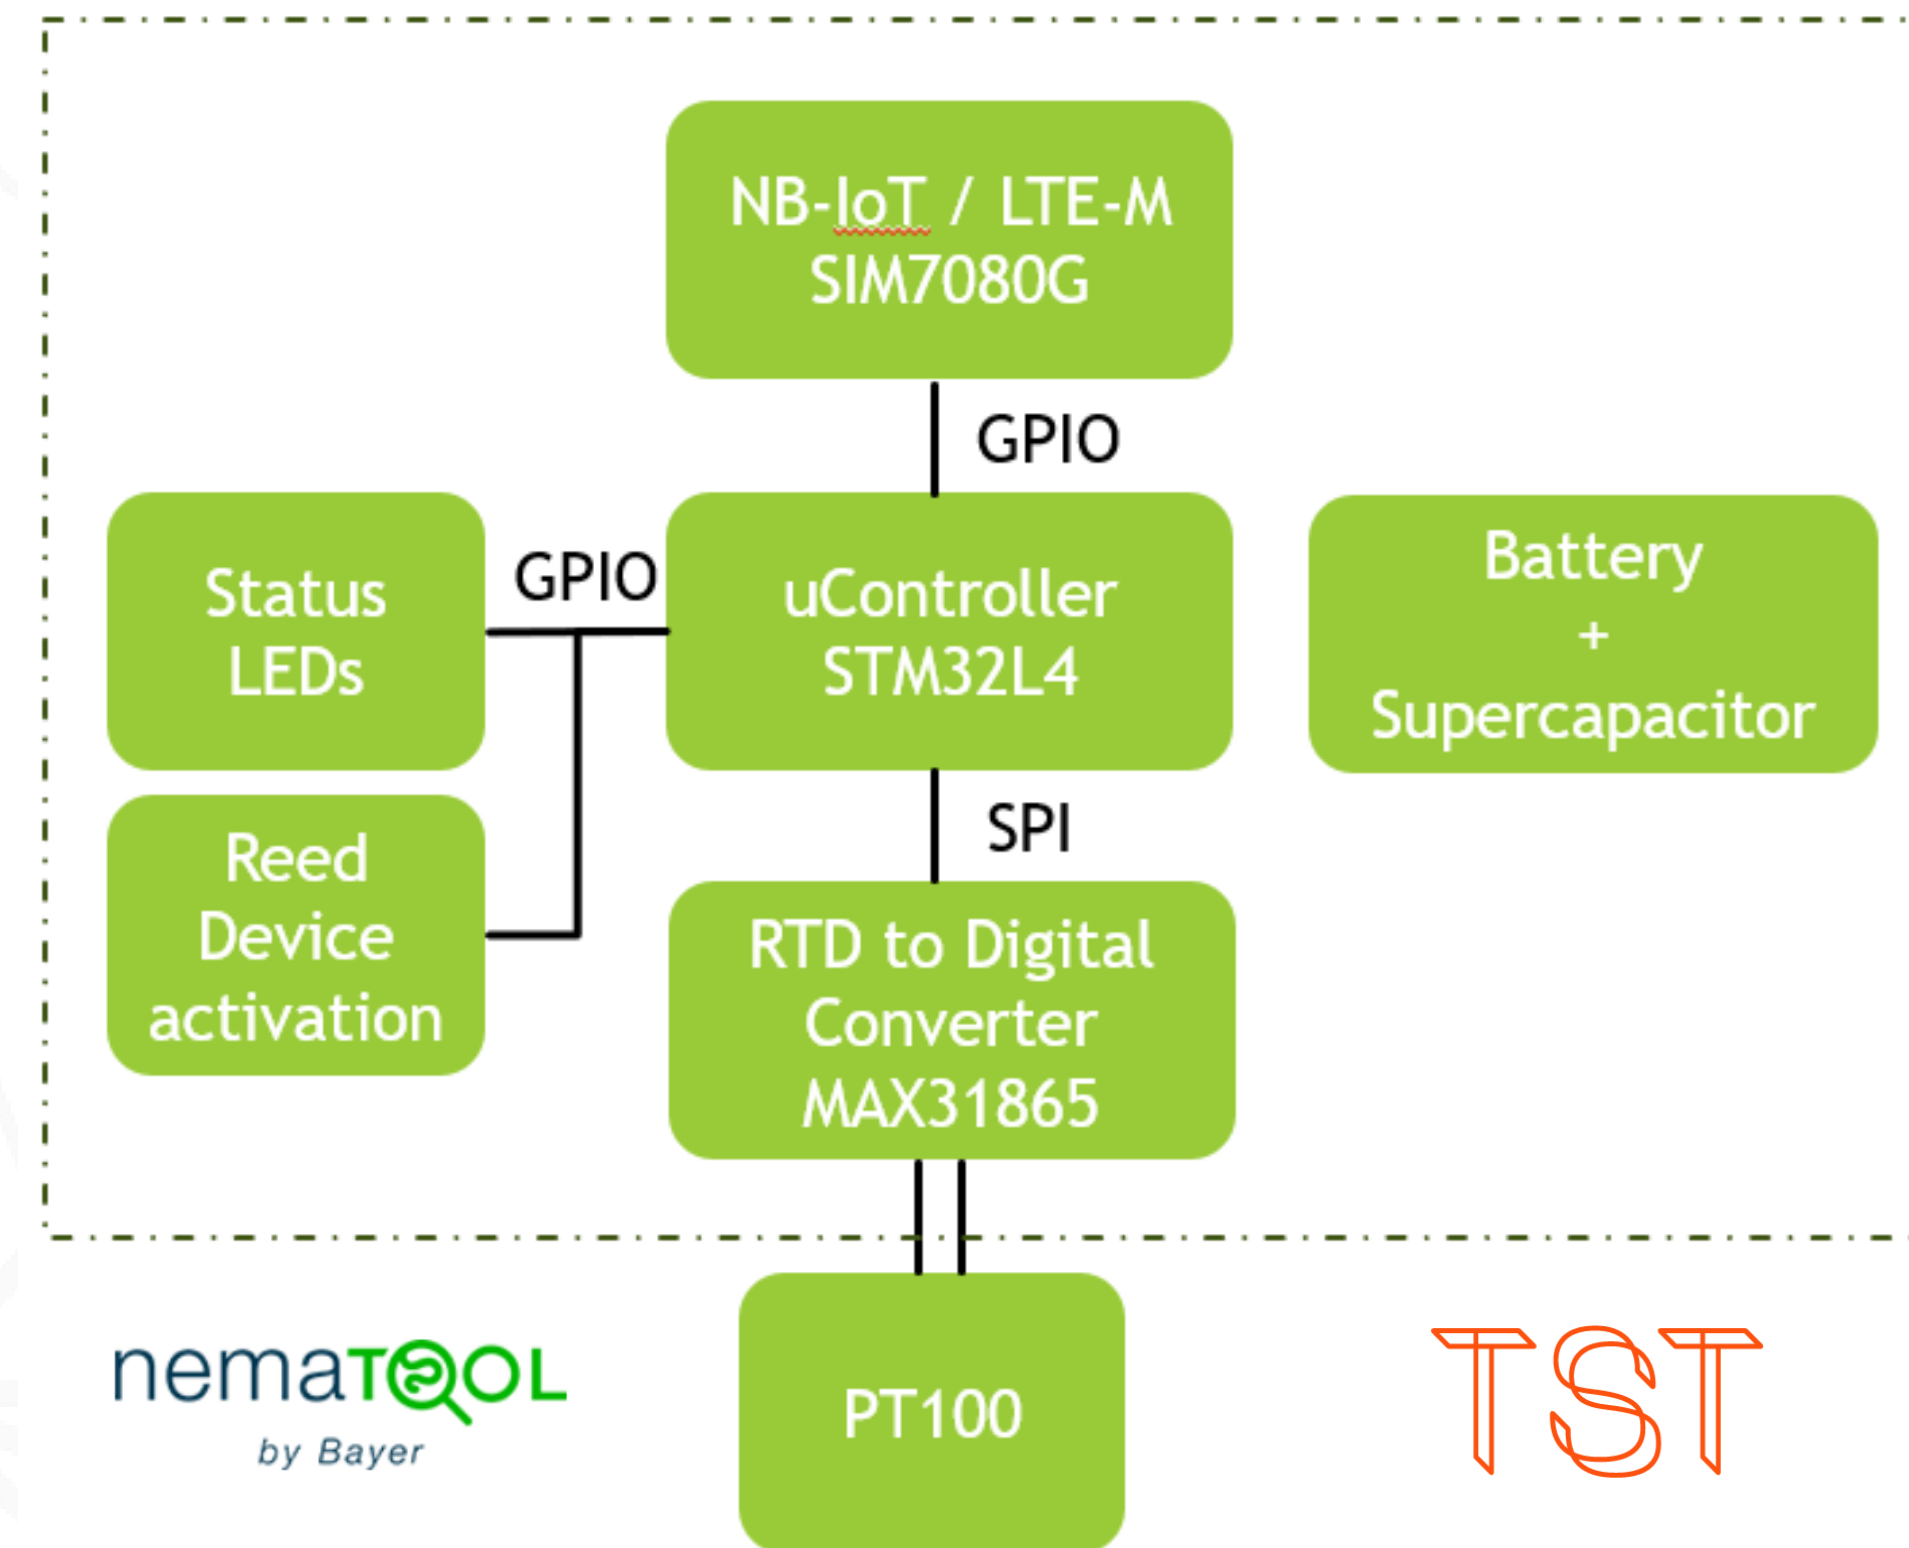 NB-IoT / LTE-M
SIM7080G
GPIO
Status
LEDs
GPIO
uController
STM32L4
Battery
+
Supercapacitor
SPI
Reed
Device
activation
RTD to Digital
Converter
MAX31865
PT100
nemaTOOL
by Bayer
TST